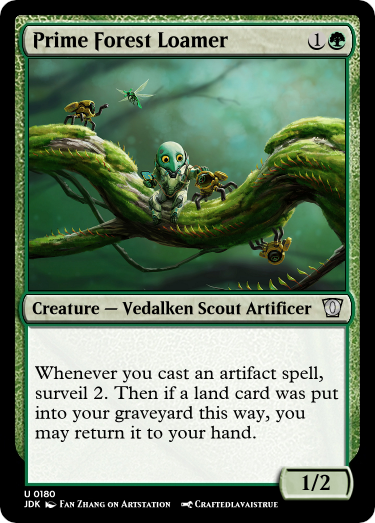 Prime Forest Loamer 1
Creature — Vedalken Scout Artificer
Whenever you cast an artifact spell,
surveil 2. Then if a land card was put
into your graveyard this way, you
may return it to your hand.
1/2
U 0180
JDK Fan Zhang on Artstation Craftedlavaistrue